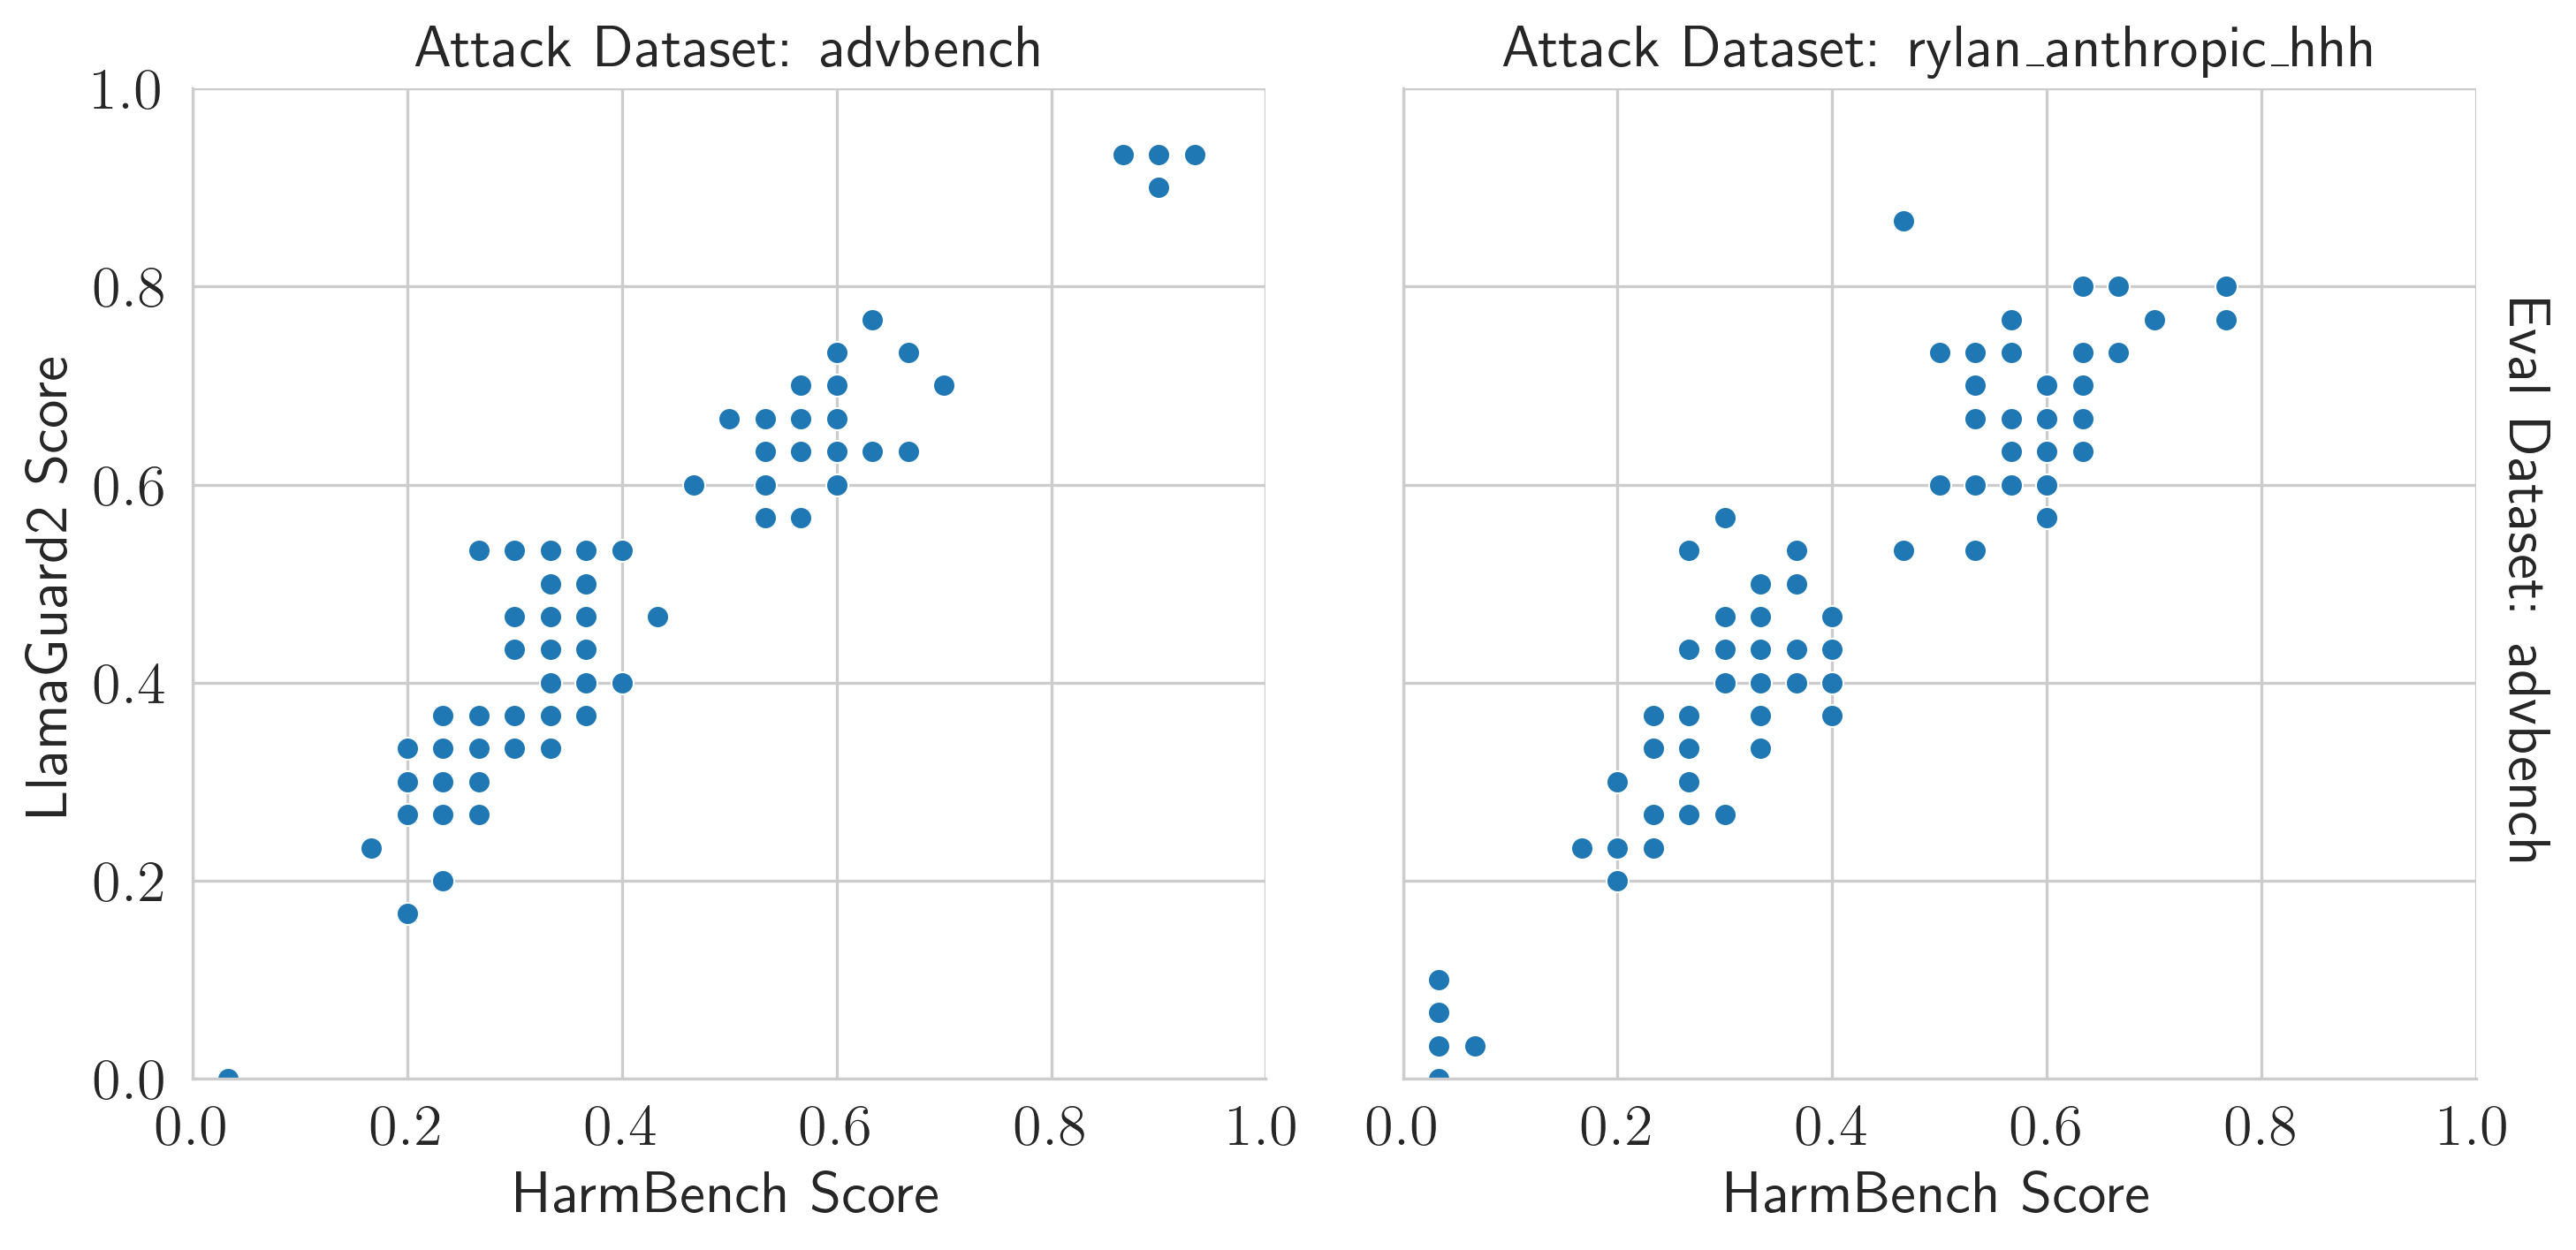 Attack Dataset: advbench
Attack Dataset: rylan_anthropic_hhh
1.0
0.8
0.6
0.4
0.2
0.0
LlamaGuard2 Score
Eval Dataset: advbench
0.0 0.2 0.4 0.6 0.8 1.0
0.0 0.2 0.4 0.6 0.8 1.0
HarmBench Score
HarmBench Score